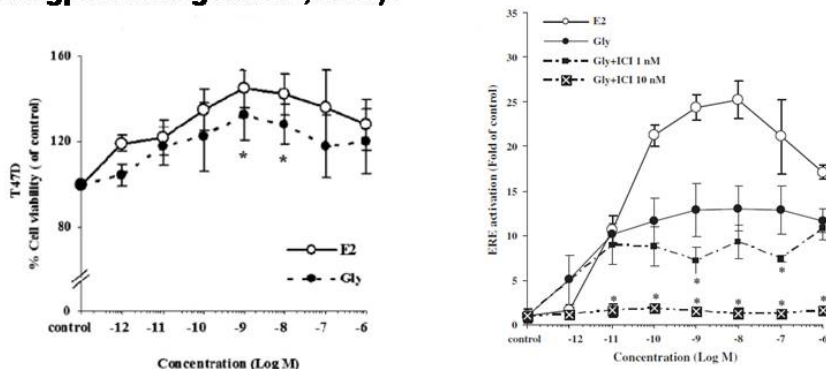 160
120
80
0
T47D
% Cell viability ( of control)
*
*
E2
Gly
control -12 -11 -10 -9 -8 -7 -6
Concentration (Log M)
35
30
25
20
15
10
5
0
ERE activation (Fold of control)
E2
Gly
Gly+ICI 1 nM
Gly+ICI 10 nM
* * * * * * * *
control -12 -11 -10 -9 -8 -7 -6
Concentration (Log M)